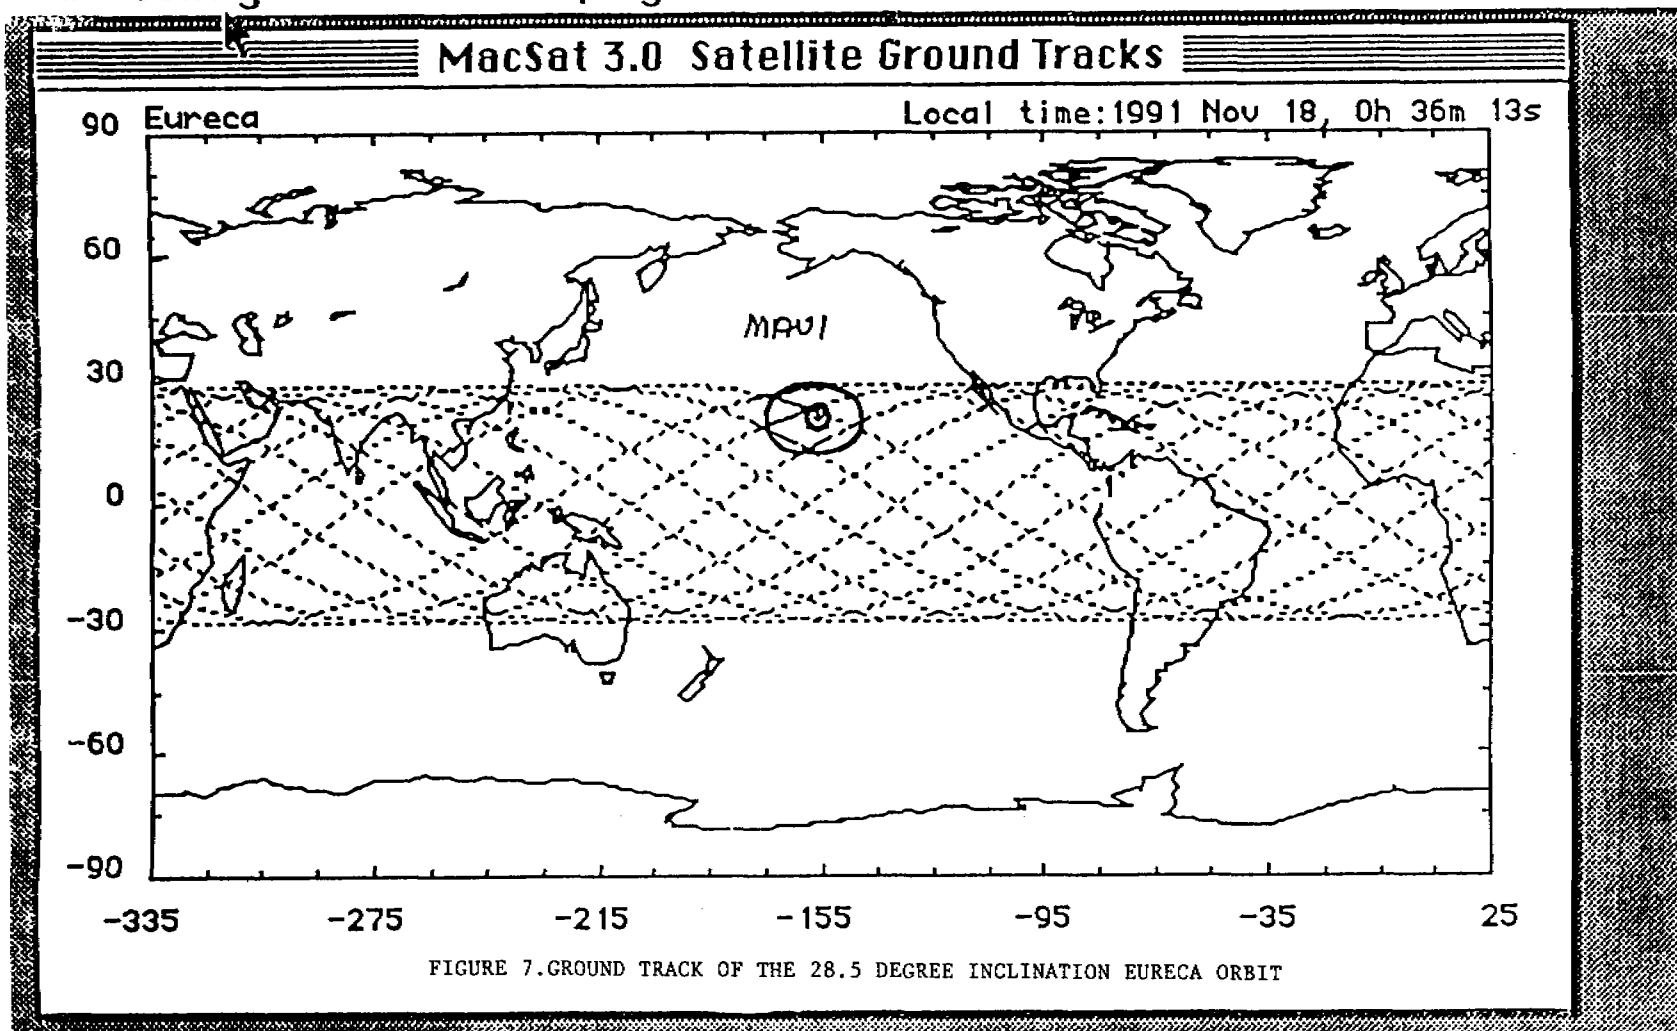 MacSat 3.0 Satellite Ground Tracks
Eureca
Local time:1991 Nov 18, 0h 36m 13s
90
60
MAUI
30
0
-30
-60
-90
-335 -275 -215 -155 -95 -35 25
FIGURE 7.GROUND TRACK OF THE 28.5 DEGREE INCLINATION EURECA ORBIT